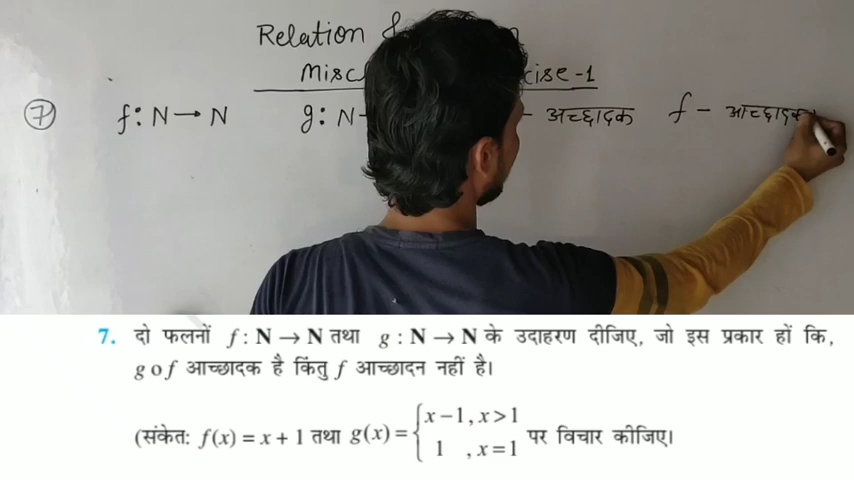 Relation &
Misc cise-1
7 f: N → N g: N - अच्छादक f - आच्छादक
7. दो फलनों f : N → N तथा g : N → N के उदाहरण दीजिए, जो इस प्रकार हों कि,
g o f आच्छादक है किंतु f आच्छादन नहीं है।
(संकेत: f(x) = x + 1 तथा g(x) = { x − 1 , x > 1
1 , x = 1 पर विचार कीजिए।